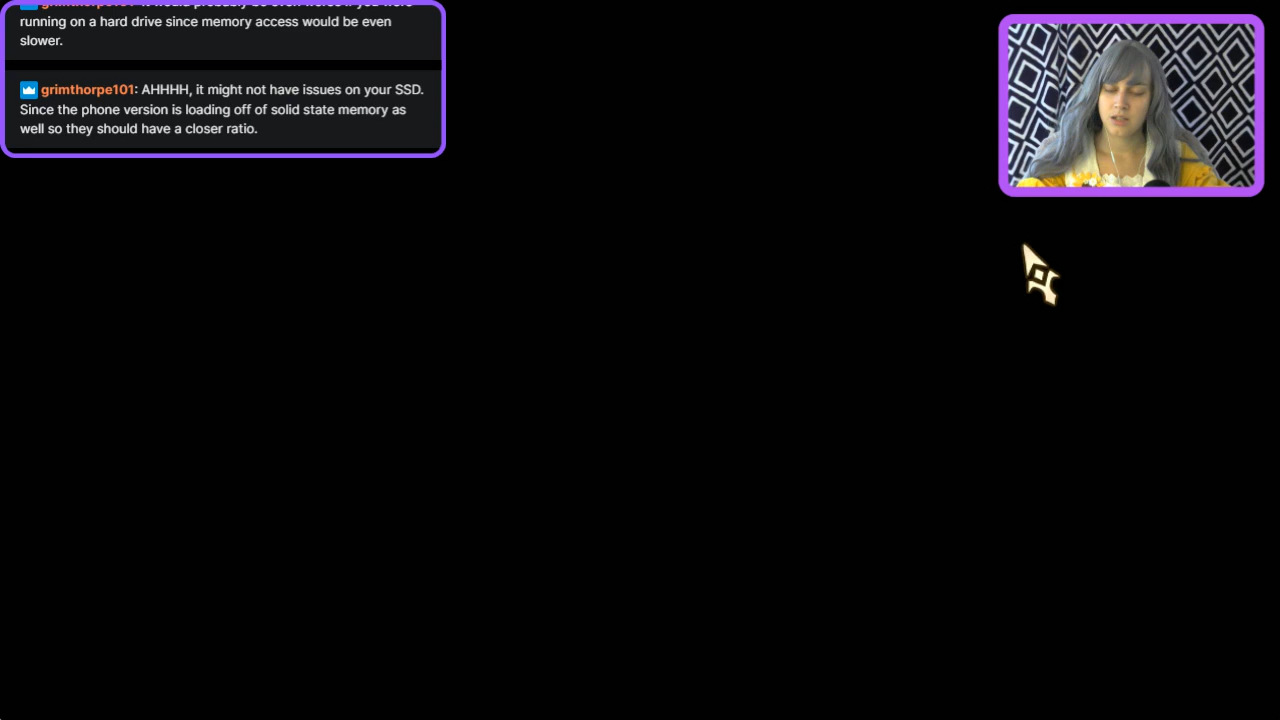 running on a hard drive since memory access would be even
slower.
grimthorpe101: AHHHH, it might not have issues on your SSD.
Since the phone version is loading off of solid state memory as
well so they should have a closer ratio.